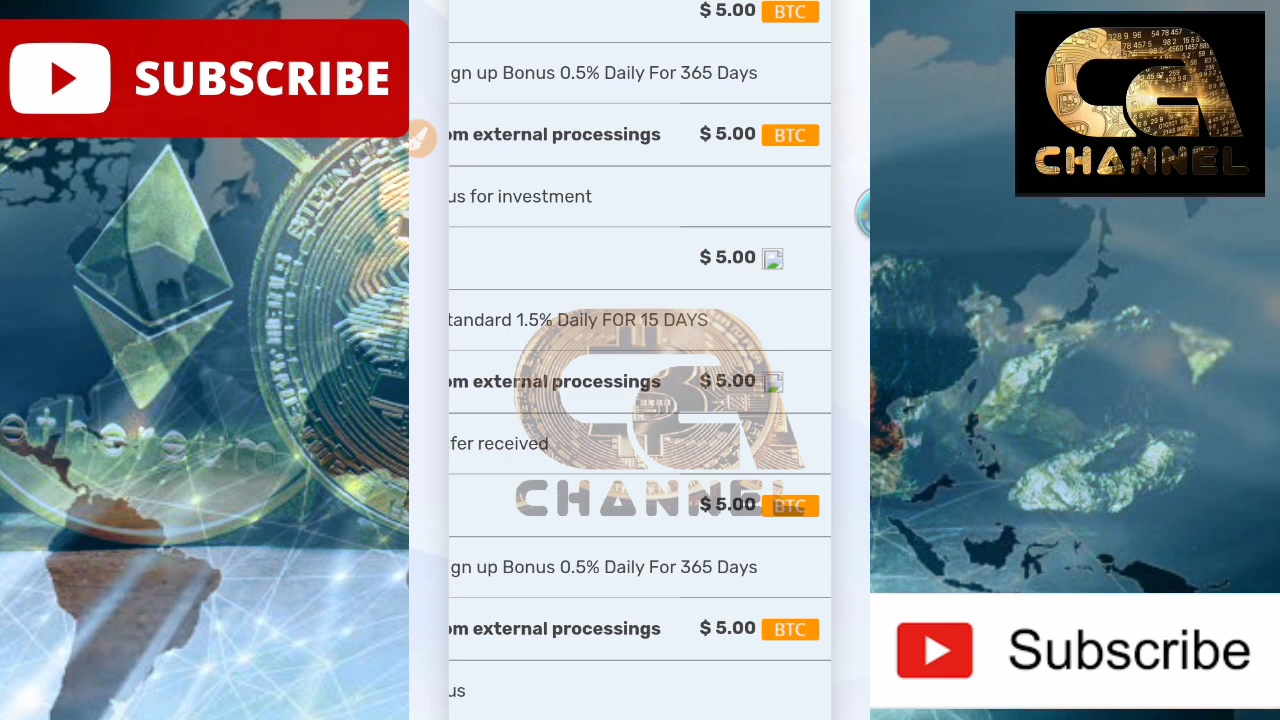 SUBSCRIBE
$ 5.00 BTC
gn up Bonus 0.5% Daily For 365 Days
om external processings $ 5.00 BTC
us for investment
$ 5.00
tandard 1.5% Daily FOR 15 DAYS
om external processings $ 5.00
fer received
$ 5.00 BTC
gn up Bonus 0.5% Daily For 365 Days
om external processings $ 5.00 BTC
us
CA
CHANNEL
CA
CHANNEL
Subscribe